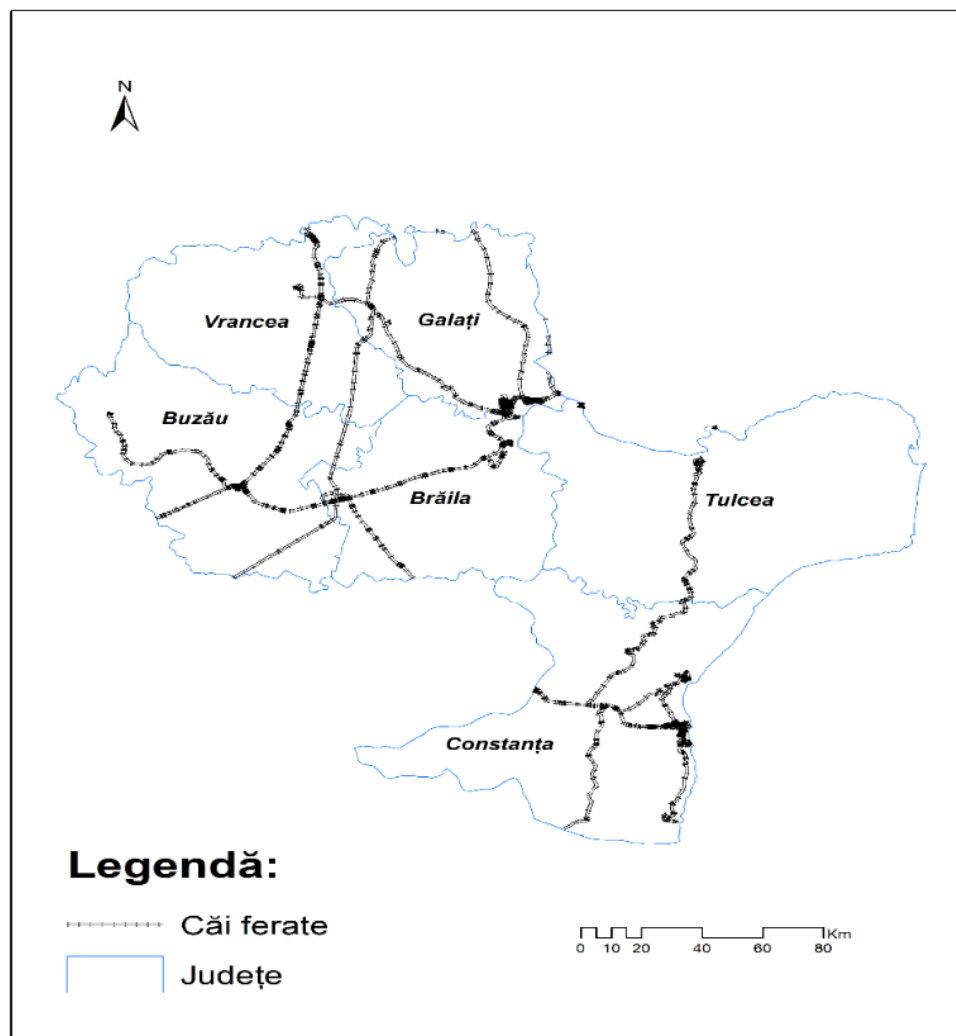 N
Vrancea
Galați
Buzău
Brăila
Tulcea
Constanța
Legendă:
Căi ferate
Județe
Km
0 10 20 40 60 80